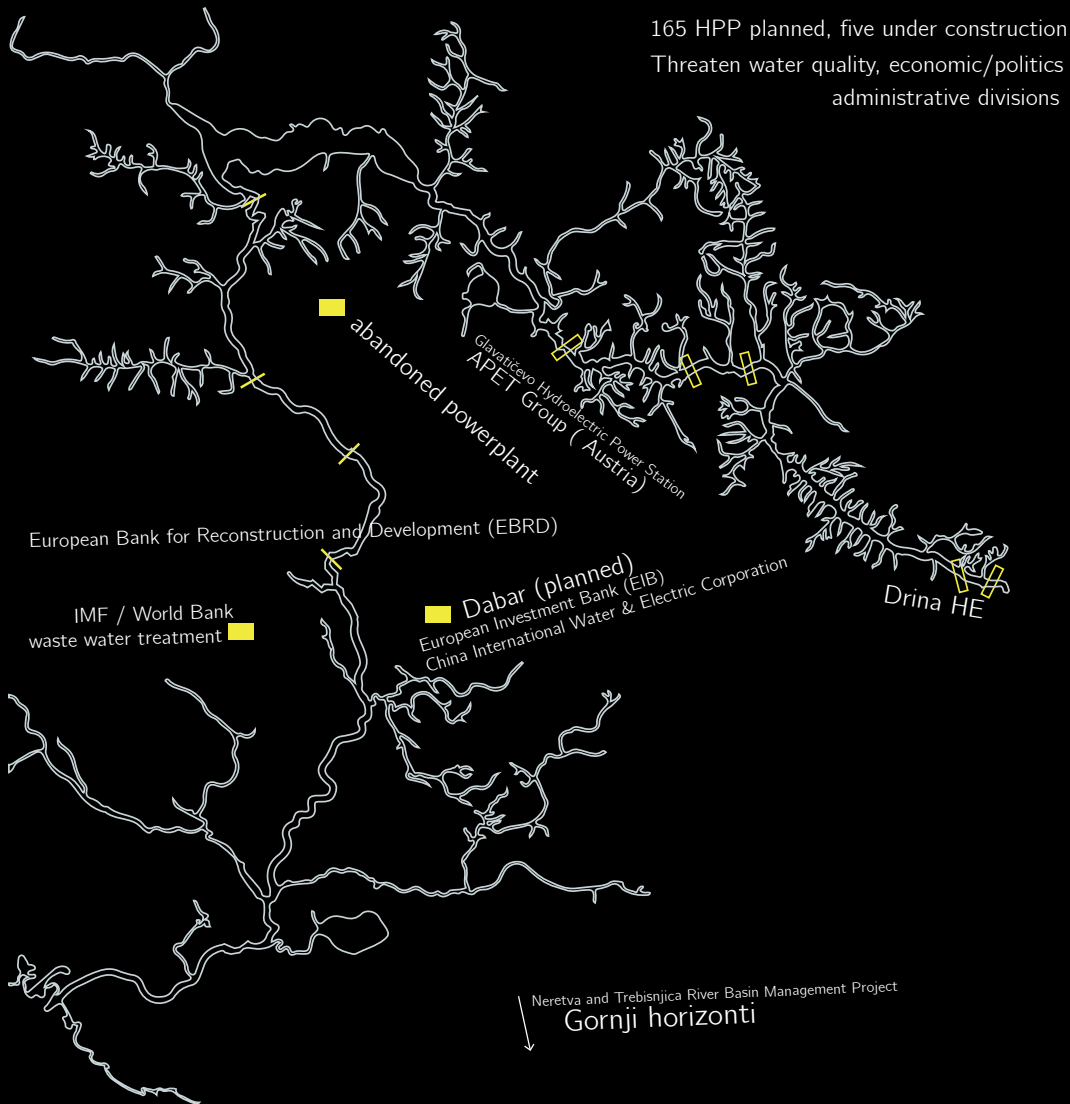 165 HPP planned, five under construction
Threaten water quality, economic/politics
administrative divisions
abandoned powerplant
Glavatičevo Hydroelectric Power Station
APET Group ( Austria)
European Bank for Reconstruction and Development (EBRD)
IMF / World Bank
waste water treatment
Dabar (planned)
European Investment Bank (EIB)
China International Water & Electric Corporation
Drina HE
Neretva and Trebisnjica River Basin Management Project
Gornji horizonti